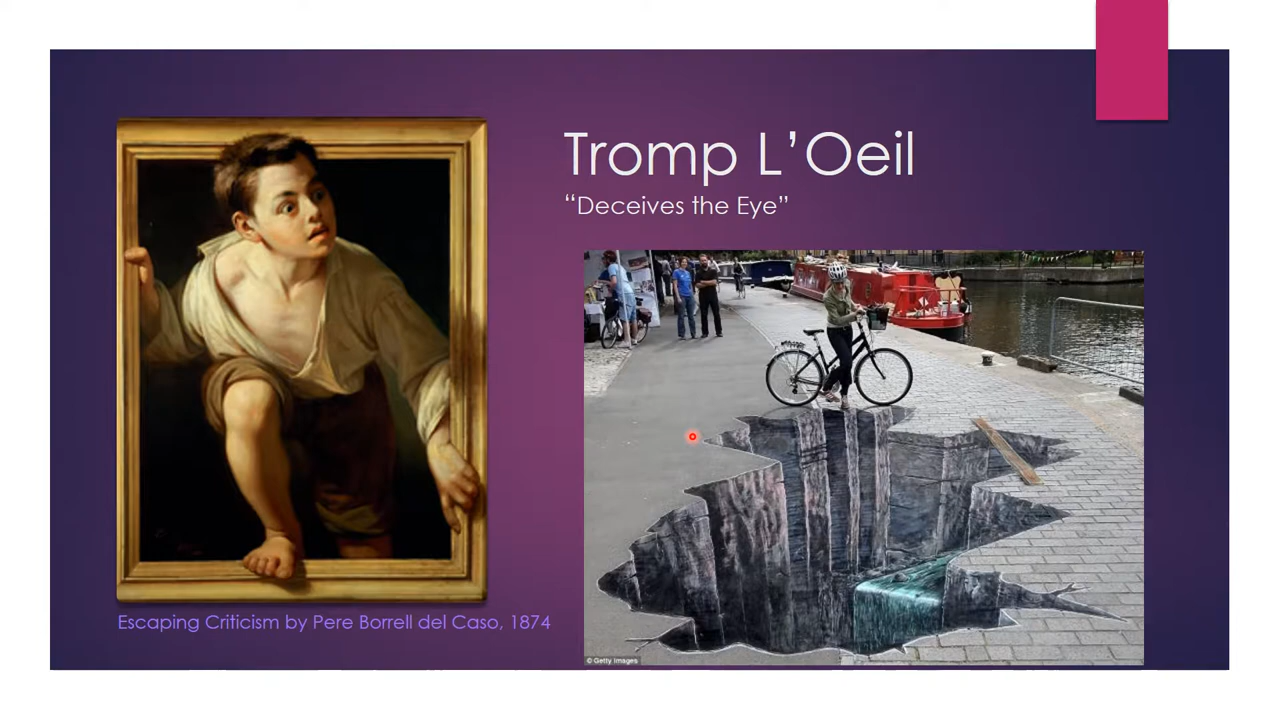 Tromp L’Oeil
“Deceives the Eye”
Escaping Criticism by Pere Borrell del Caso, 1874
© Getty Images